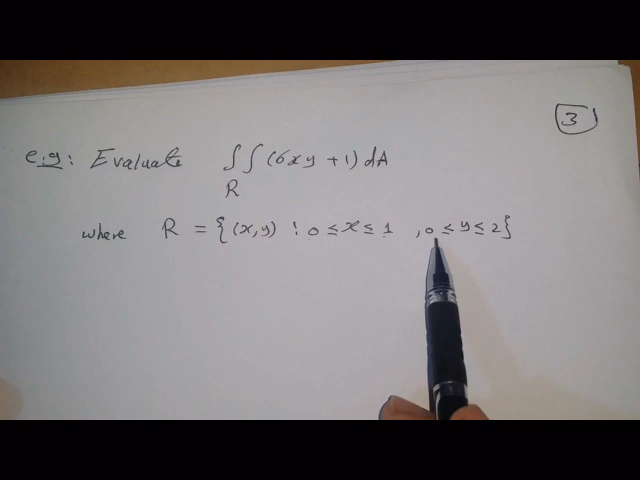 3
e.g: Evaluate ∬ (6xy + 1) dA
R
where R = {(x,y) : 0 ≤ x ≤ 1 , 0 ≤ y ≤ 2}